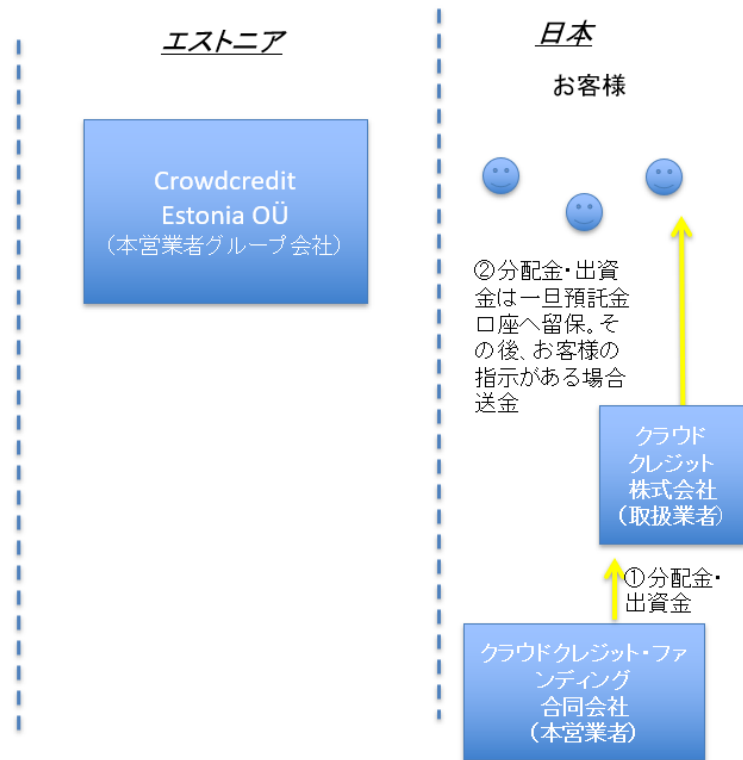 エストニア
日本
お客様
Crowdcredit
Estonia OÜ
（本営業者グループ会社）
②分配金・出資
金は一旦預託金
口座へ留保。そ
の後、お客様の
指示がある場合
送金
クラウド
クレジット
株式会社
（取扱業者）
①分配金・
出資金
クラウドクレジット・ファ
ンディング
合同会社
（本営業者）